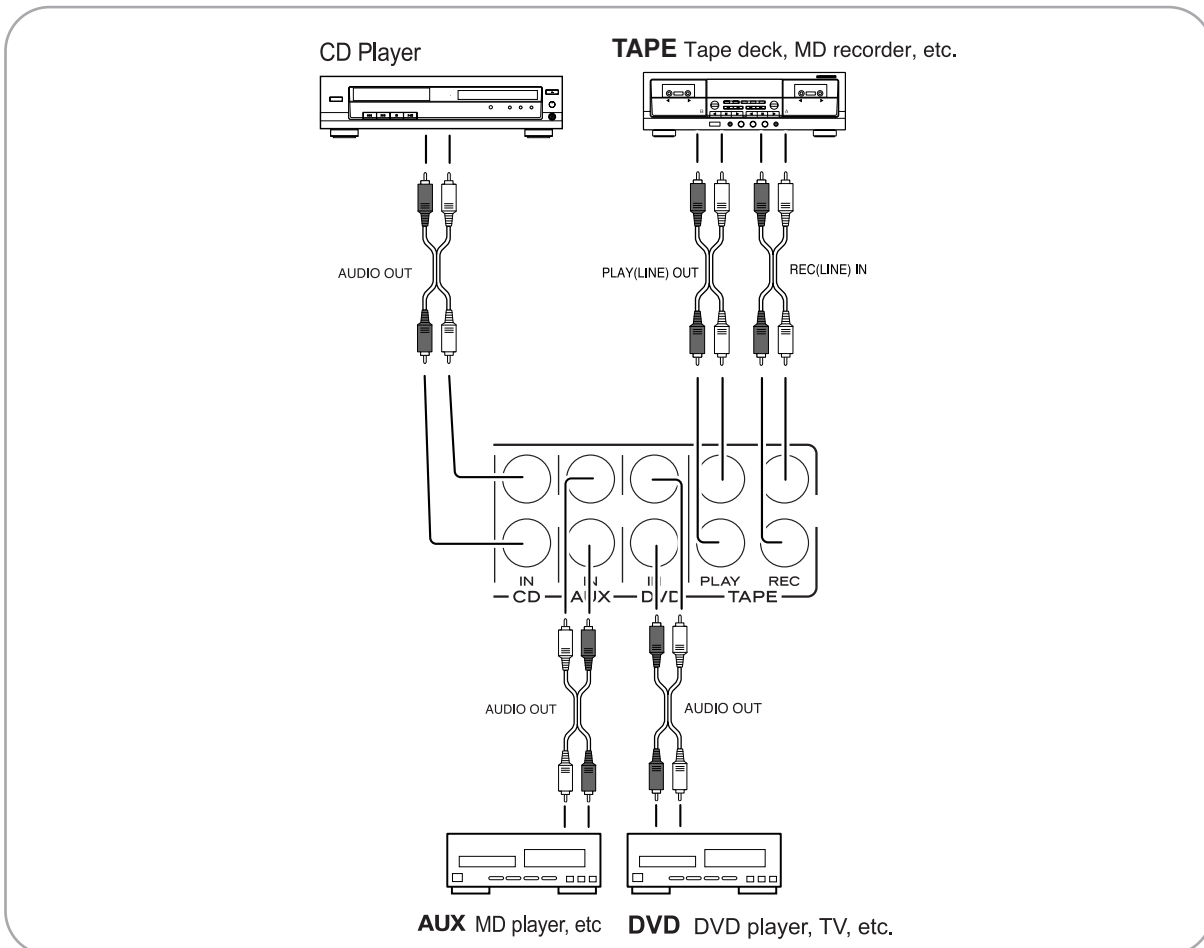 CD Player
TAPE Tape deck, MD recorder, etc.
AUDIO OUT
PLAY(LINE) OUT
REC(LINE) IN
IN
IN
IN
PLAY
REC
CD
AUX
DVD
TAPE
AUDIO OUT
AUDIO OUT
AUX MD player, etc
DVD DVD player, TV, etc.